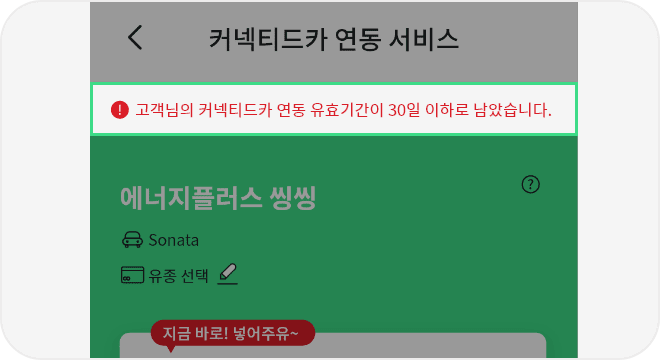 커넥티드카 연동 서비스
고객님의 커넥티드카 연동 유효기간이 30일 이하로 남았습니다.
에너지플러스 씽씽
Sonata
유종 선택
지금 바로! 넣어주유~